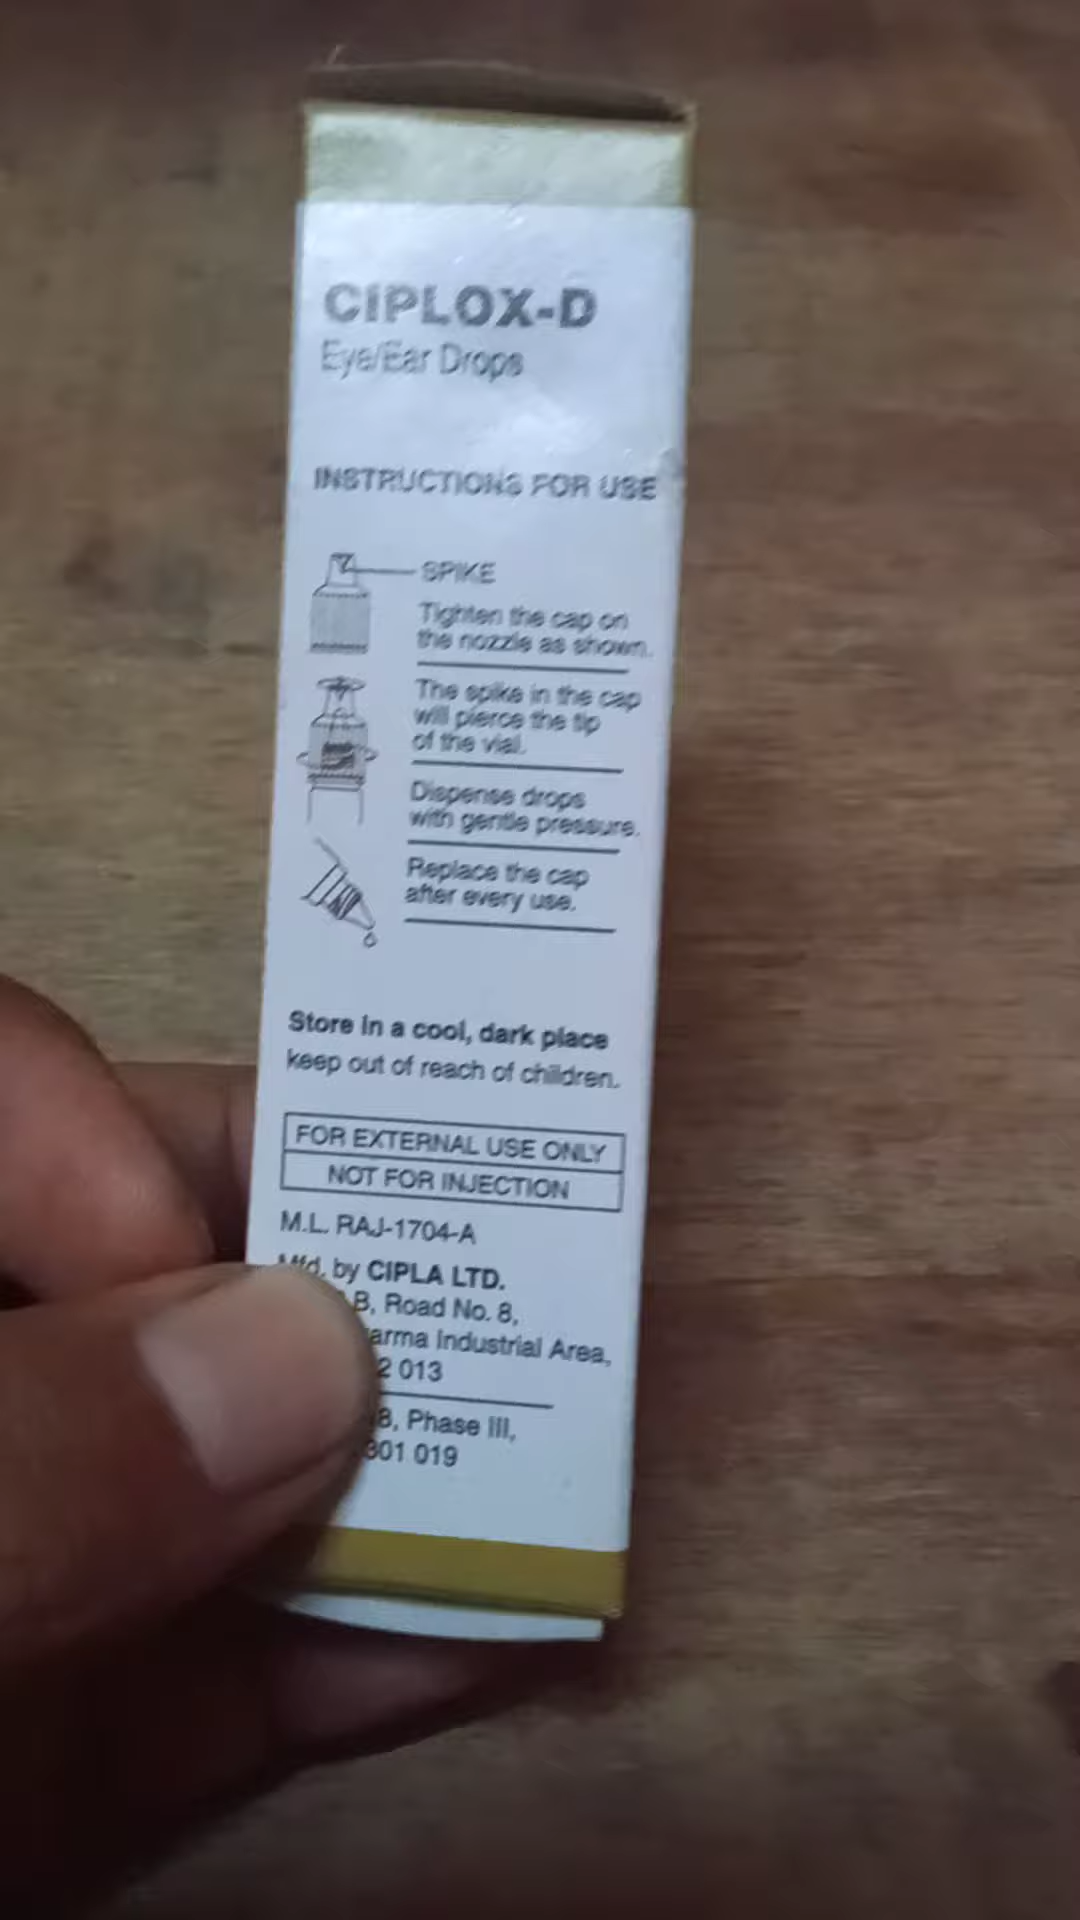 CIPLOX-D
Eye/Ear Drops
INSTRUCTIONS FOR USE
SPIKE
Tighten the cap on
the nozzle as shown.
The spike in the cap
will pierce the tip
of the vial.
Dispense drops
with gentle pressure.
Replace the cap
after every use.
Store in a cool, dark place
keep out of reach of children.
FOR EXTERNAL USE ONLY
NOT FOR INJECTION
M.L. RAJ-1704-A
Mfd. by CIPLA LTD.
B, Road No. 8,
Industrial Area,
013
Phase III,
301 019